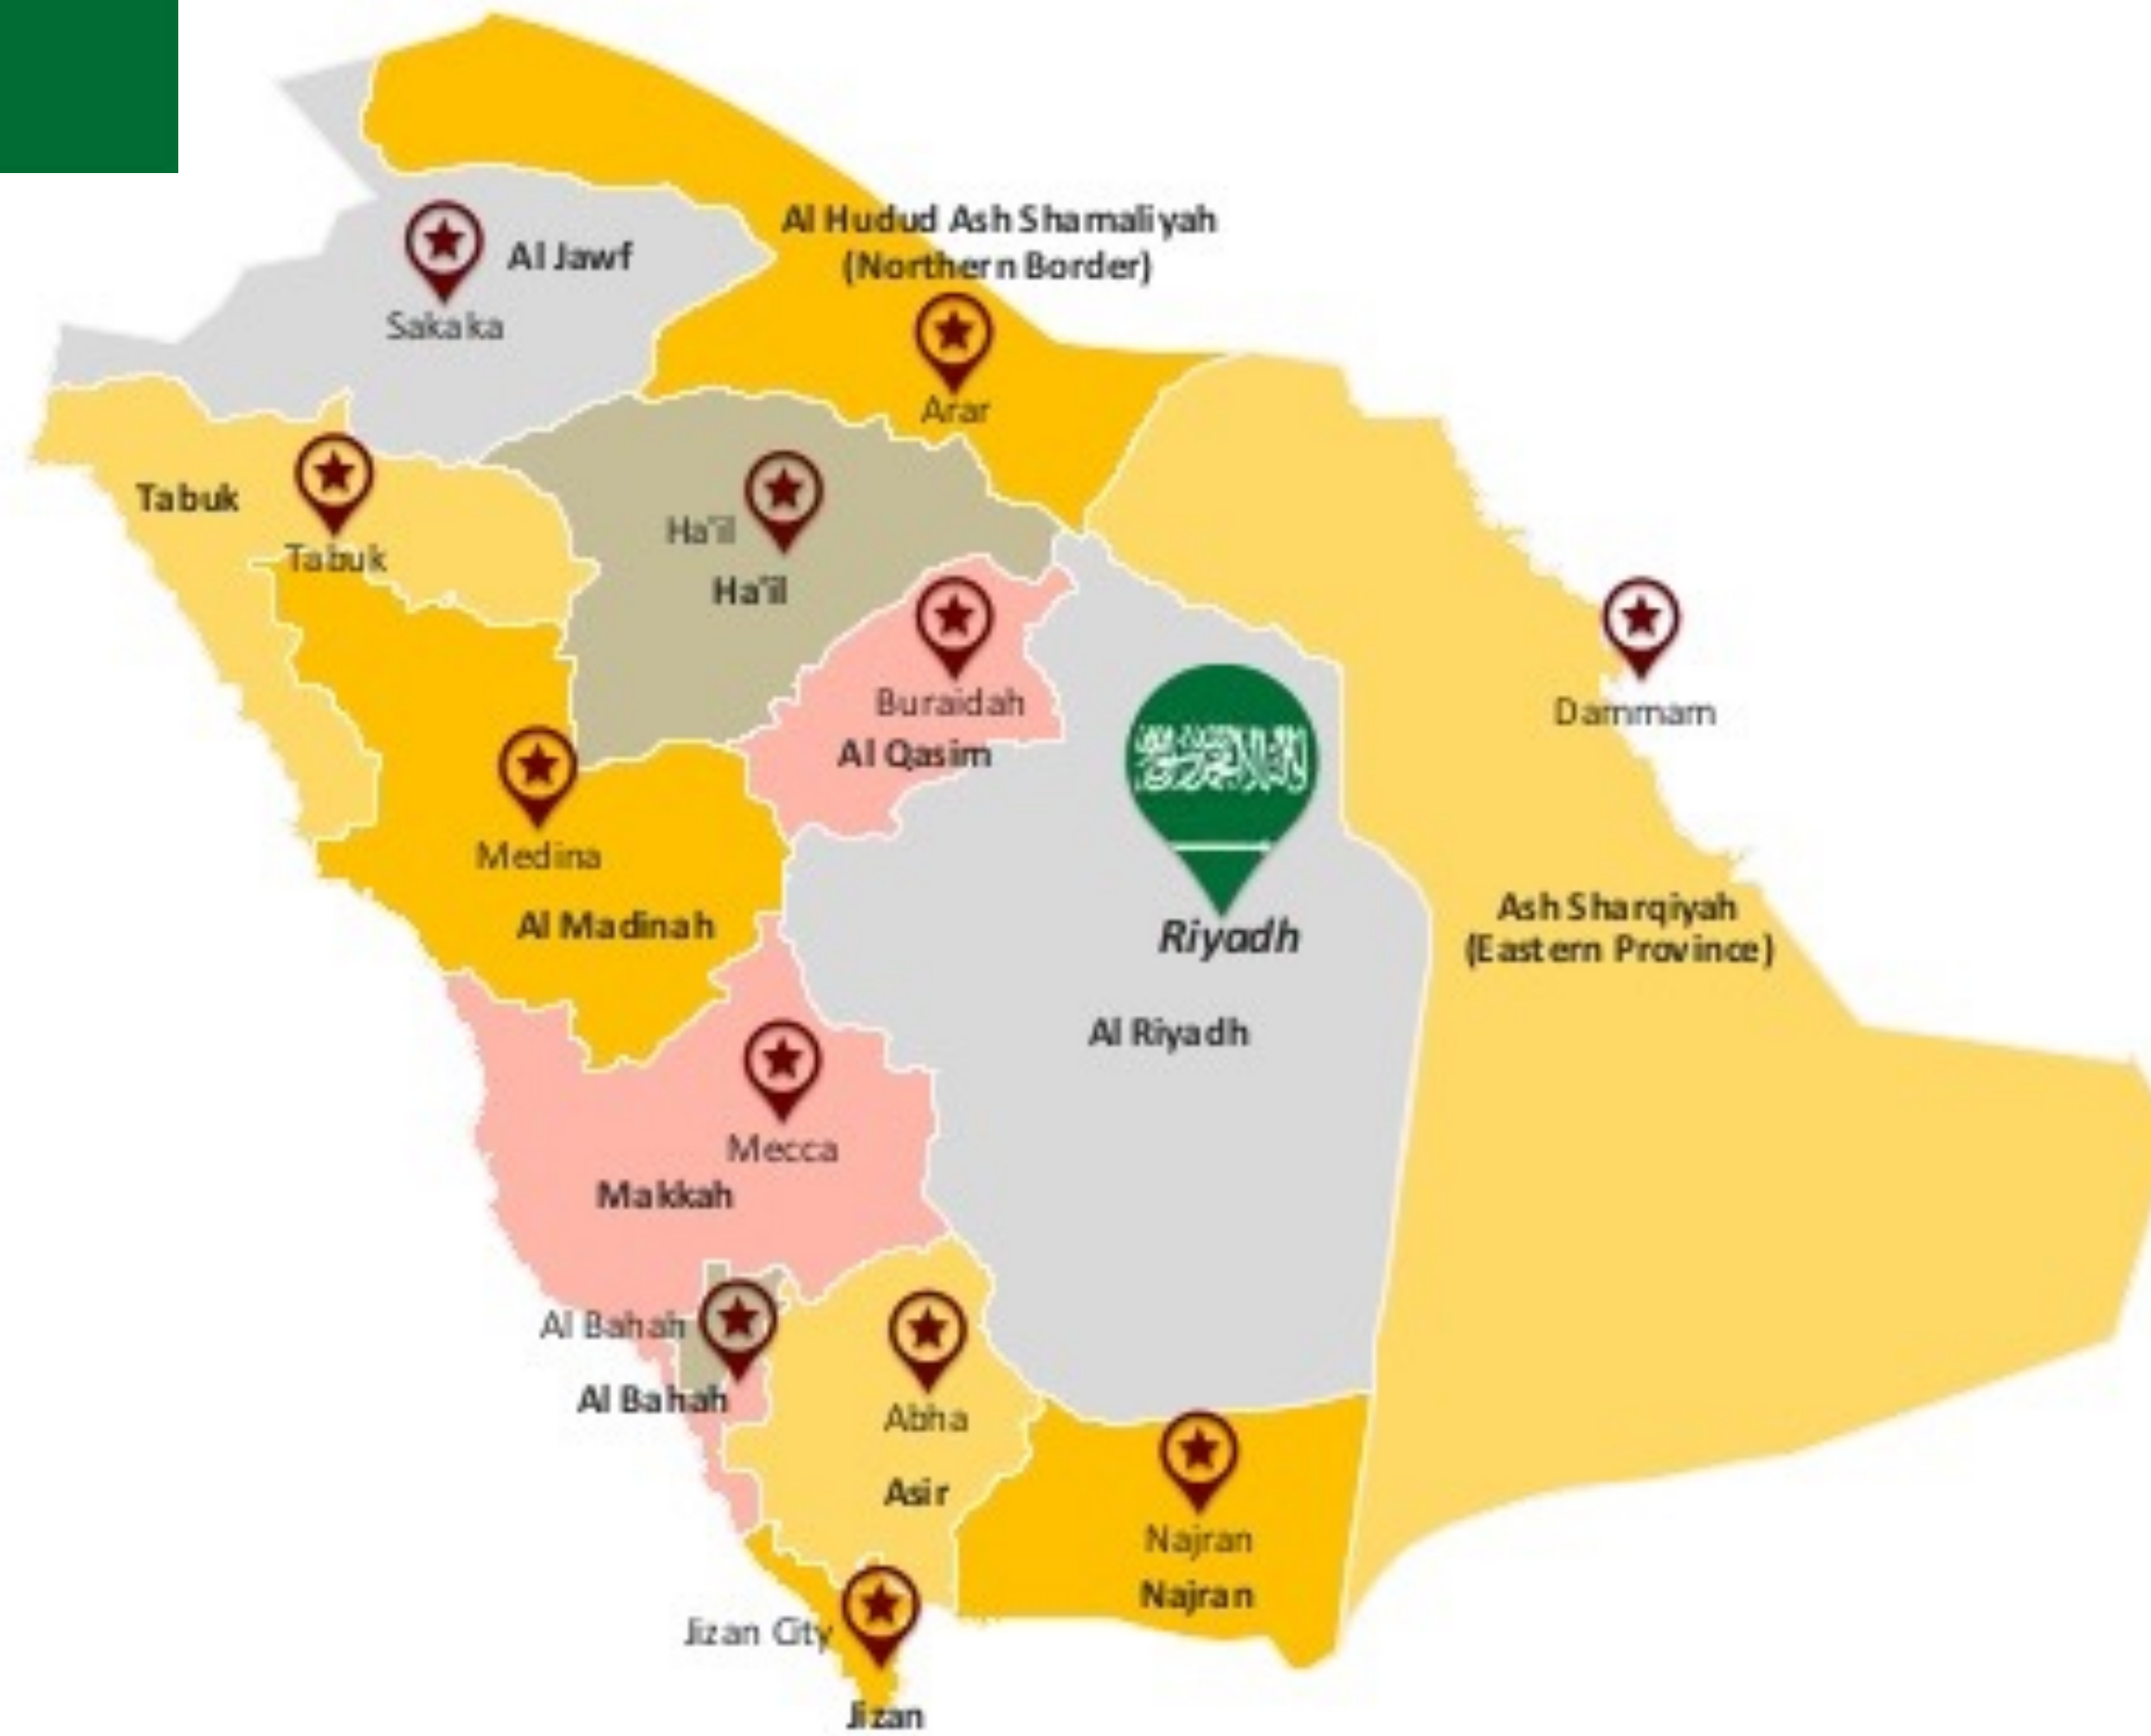 Al Hudud Ash Shamaliyah
(Northern Border)
Al Jawf
Sakaka
Arar
Tabuk
Tabuk
Ha'il
Ha'il
Buraidah
Al Qasim
Dammam
Medina
Al Madinah
Riyadh
Ash Sharqiyah
(Eastern Province)
Al Riyadh
Mecca
Makkah
Al Bahah
Al Bahah
Abha
Asir
Najran
Najran
Jizan City
Jizan